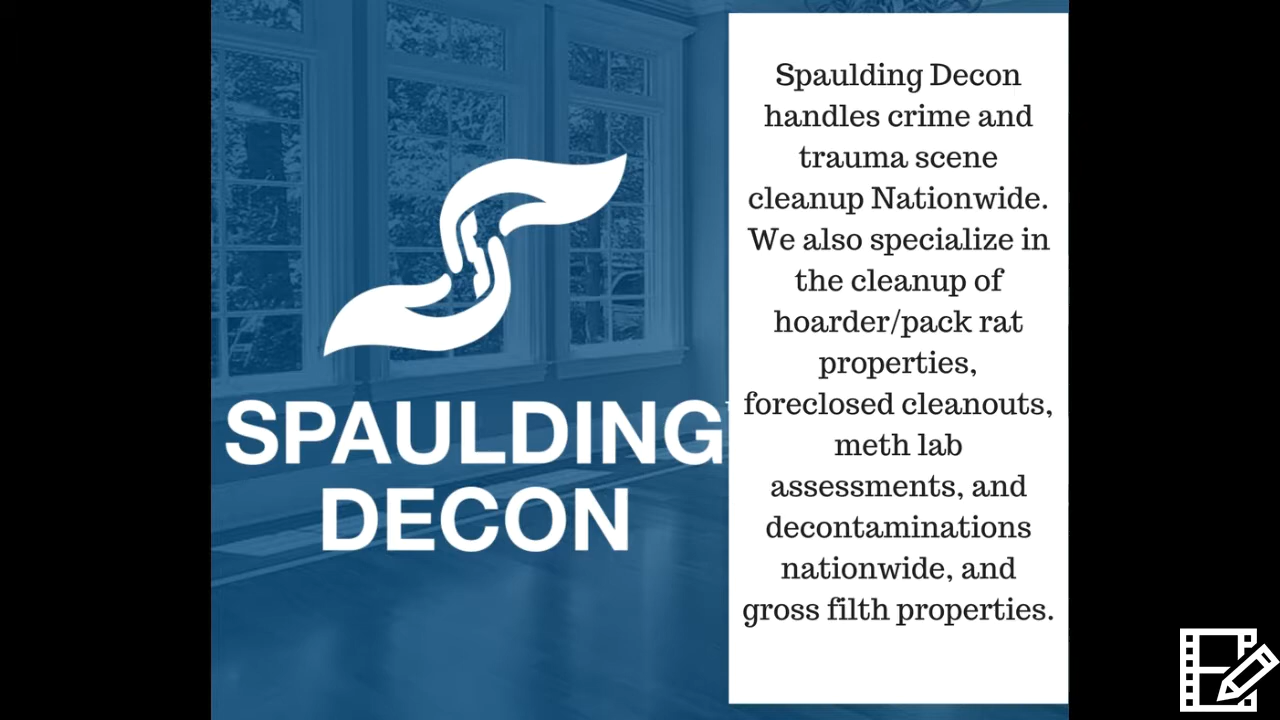 SPAULDING
DECON
Spaulding Decon
handles crime and
trauma scene
cleanup Nationwide.
We also specialize in
the cleanup of
hoarder/pack rat
properties,
foreclosed cleanouts,
meth lab
assessments, and
decontaminations
nationwide, and
gross filth properties.